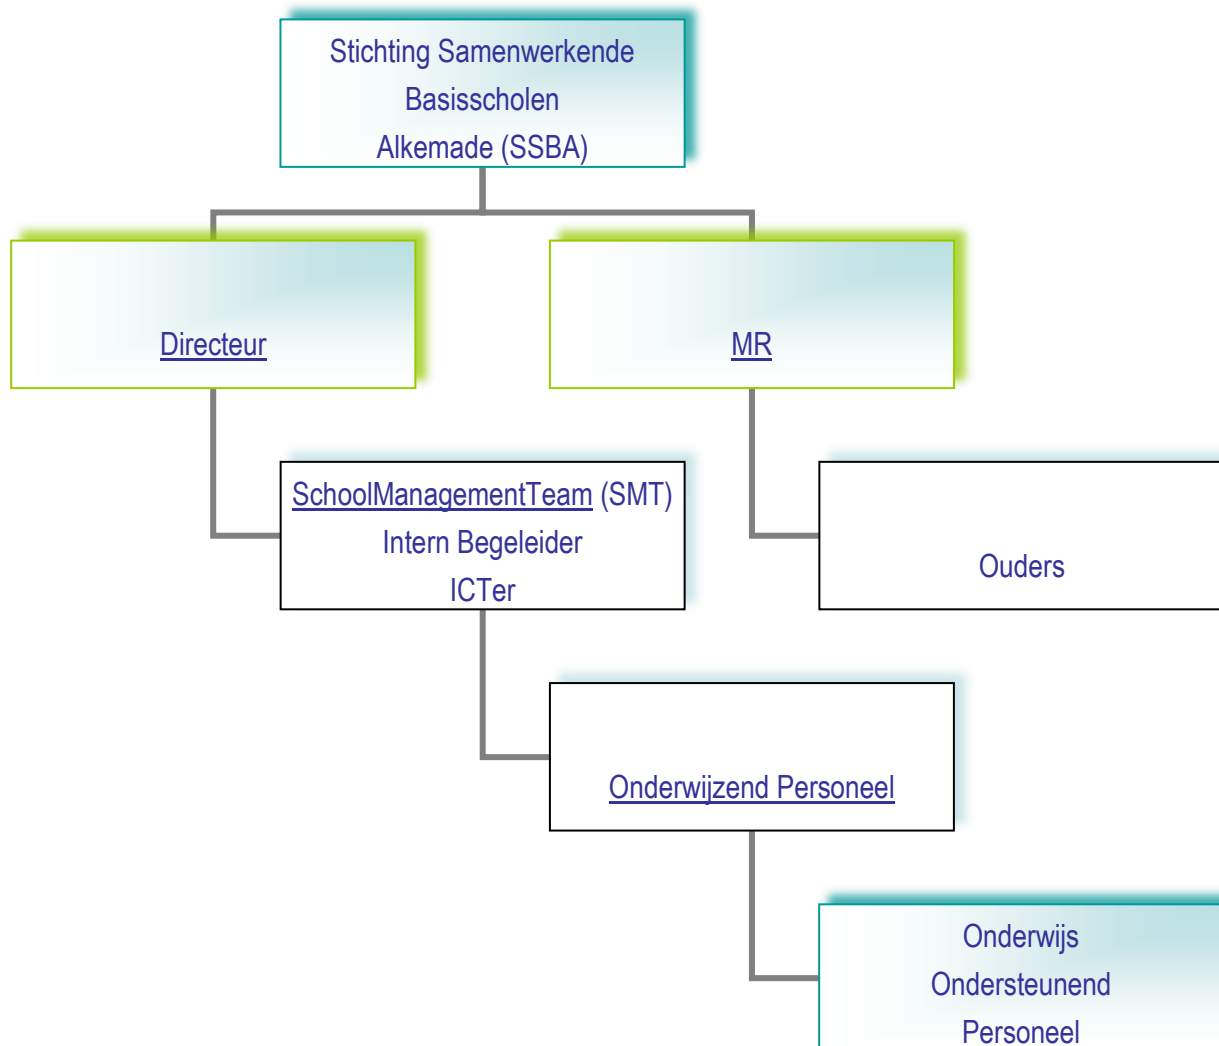 Stichting Samenwerkende
Basisscholen
Alkemade (SSBA)
Directeur
MR
SchoolManagementTeam (SMT)
Intern Begeleider
ICTer
Ouders
Onderwijzend Personeel
Onderwijs
Ondersteunend
Personeel